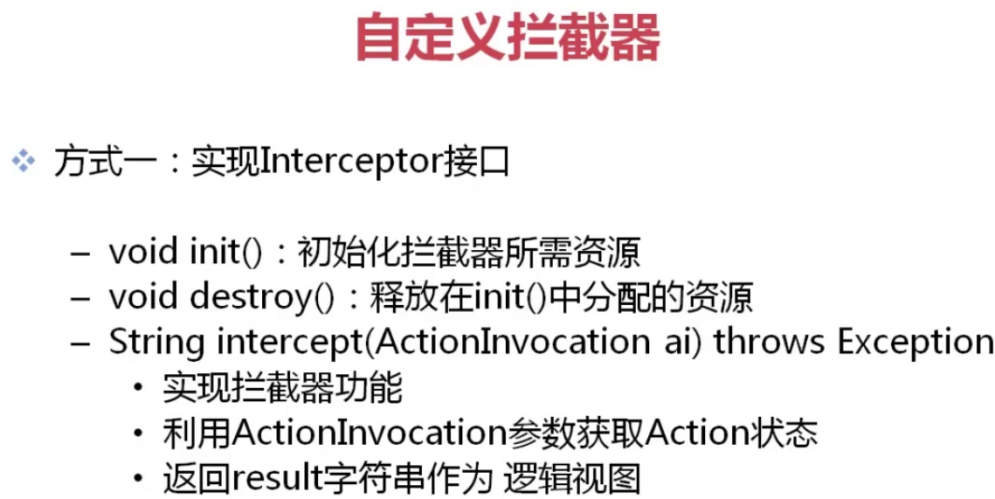 自定义拦截器
方式一：实现Interceptor接口
– void init()：初始化拦截器所需资源
– void destroy()：释放在init()中分配的资源
– String intercept(ActionInvocation ai) throws Exception
• 实现拦截器功能
• 利用ActionInvocation参数获取Action状态
• 返回result字符串作为 逻辑视图